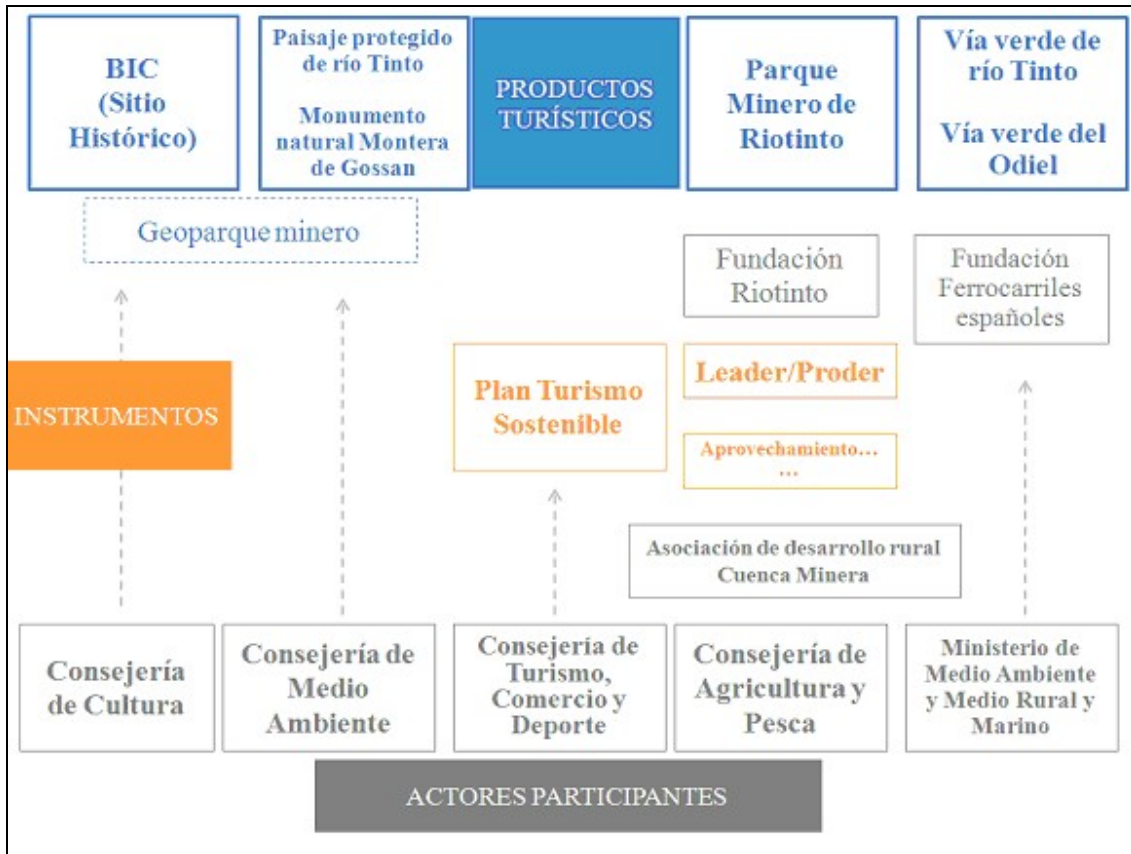 BIC
(Sitio
Histórico)
Paisaje protegido
de río Tinto
Monumento
natural Montera
de Gossan
PRODUCTOS
TURÍSTICOS
Parque
Minero de
Riotinto
Vía verde de
río Tinto
Vía verde del
Odiel
Geoparque minero
Fundación
Riotinto
Fundación
Ferrocarriles
españoles
INSTRUMENTOS
Plan Turismo
Sostenible
Leader/Proder
Aprovechamiento…
…
Asociación de desarrollo rural
Cuenca Minera
Consejería
de Cultura
Consejería de
Medio
Ambiente
Consejería de
Turismo,
Comercio y
Deporte
Consejería de
Agricultura y
Pesca
Ministerio de
Medio Ambiente
y Medio Rural y
Marino
ACTORES PARTICIPANTES